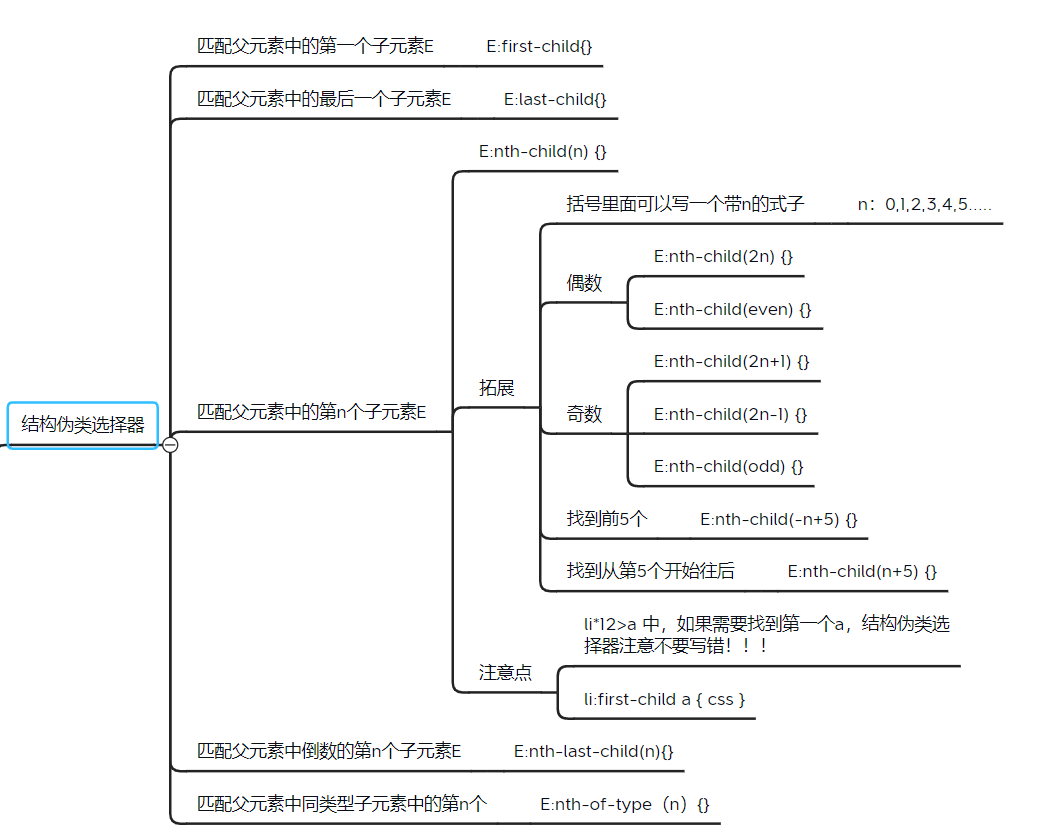 结构伪类选择器
匹配父元素中的第一个子元素E
E:first-child{}
匹配父元素中的最后一个子元素E
E:last-child{}
匹配父元素中的第n个子元素E
E:nth-child(n) {}
拓展
括号里面可以写一个带n的式子
n：0,1,2,3,4,5.....
偶数
E:nth-child(2n) {}
E:nth-child(even) {}
奇数
E:nth-child(2n+1) {}
E:nth-child(2n-1) {}
E:nth-child(odd) {}
找到前5个
E:nth-child(-n+5) {}
找到从第5个开始往后
E:nth-child(n+5) {}
注意点
li*12>a 中，如果需要找到第一个a，结构伪类选
择器注意不要写错！！！
li:first-child a { css }
匹配父元素中倒数的第n个子元素E
E:nth-last-child(n){}
匹配父元素中同类型子元素中的第n个
E:nth-of-type（n）{}